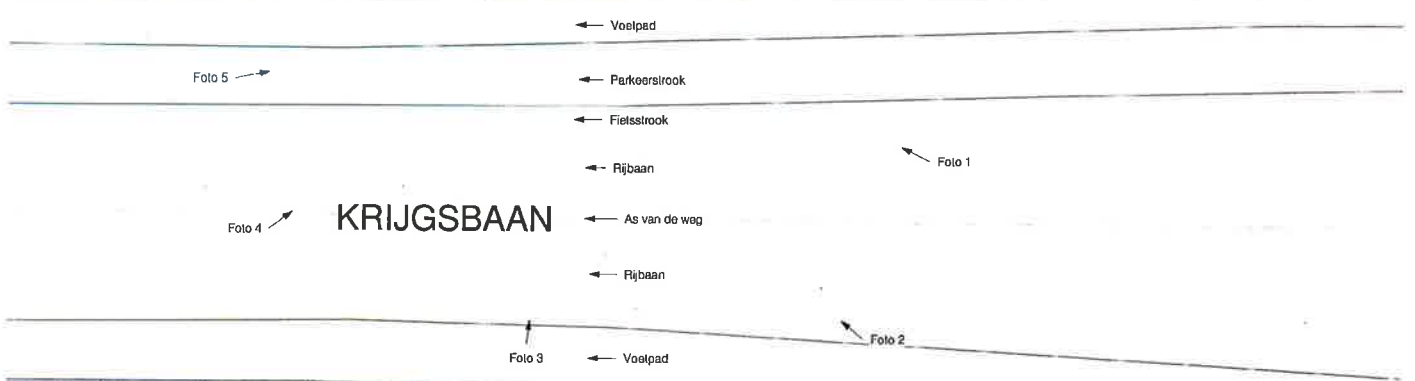 Voetpad
Foto 5
Parkeerstrook
Fietsstrook
Foto 1
Rijbaan
Foto 4
KRIJGSBAAN
As van de weg
Rijbaan
Foto 2
Foto 3
Voetpad